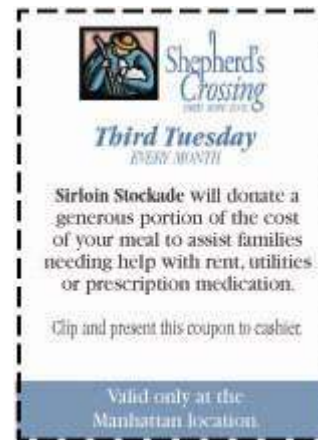 A
Shepherd's
Crossing
Third Tuesday
EVERY MONTH
Sirloin Stockade will donate a
generous portion of the cost
of your meal to assist families
needing help with rent, utilities
or prescription medication.
Clip and present this coupon to cashier.
Valid only at the
Manhattan location.